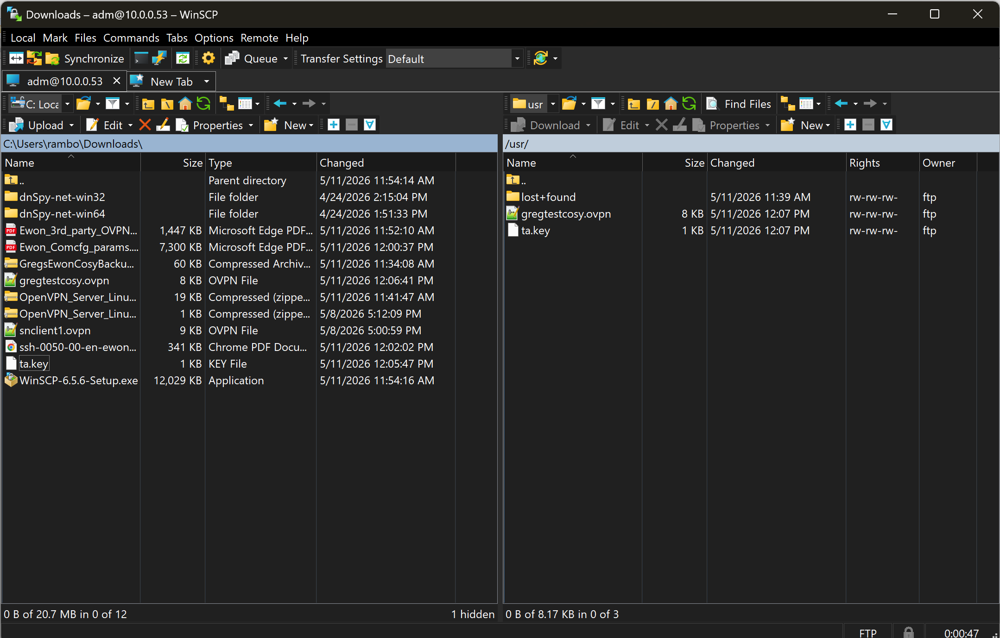 Downloads – adm@10.0.0.53 – WinSCP
Local Mark Files Commands Tabs Options Remote Help
Synchronize Queue Transfer Settings Default
adm@10.0.0.53 New Tab
C: Loca usr Find Files
Upload Edit Properties New Download Edit Properties New
C:\Users\rambo\Downloads\
Name Size Type Changed
.. Parent directory 5/11/2026 11:54:14 AM
dnSpy-net-win32 File folder 4/24/2026 2:15:04 PM
dnSpy-net-win64 File folder 4/24/2026 1:51:33 PM
Ewon_3rd_party_OVPN... 1,447 KB Microsoft Edge PDF... 5/11/2026 11:52:10 AM
Ewon_Comcfg_params.... 7,300 KB Microsoft Edge PDF... 5/11/2026 12:00:37 PM
GregsEwonCosyBacku... 60 KB Compressed Archiv... 5/11/2026 11:34:08 AM
gregtestcosy.ovpn 8 KB OVPN File 5/11/2026 12:06:41 PM
OpenVPN_Server_Linu... 19 KB Compressed (zippe... 5/11/2026 11:41:47 AM
OpenVPN_Server_Linu... 1 KB Compressed (zippe... 5/8/2026 5:12:09 PM
snclient1.ovpn 9 KB OVPN File 5/8/2026 5:00:59 PM
ssh-0050-00-en-ewon... 341 KB Chrome PDF Docu... 5/11/2026 12:02:02 PM
ta.key 1 KB KEY File 5/11/2026 12:05:47 PM
WinSCP-6.5.6-Setup.exe 12,029 KB Application 5/11/2026 11:54:16 AM
0 B of 20.7 MB in 0 of 12 1 hidden
/usr/
Name Size Changed Rights Owner
..
lost+found 5/11/2026 11:39 AM rw-rw-rw- ftp
gregtestcosy.ovpn 8 KB 5/11/2026 12:07 PM rw-rw-rw- ftp
ta.key 1 KB 5/11/2026 12:07 PM rw-rw-rw- ftp
0 B of 8.17 KB in 0 of 3
FTP 0:00:47